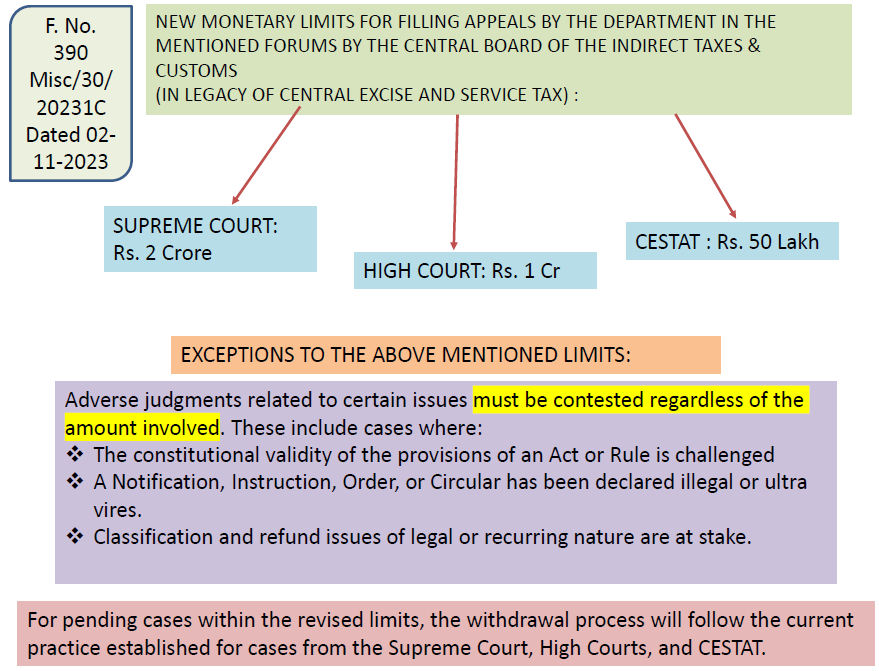 F. No.
390
Misc/30/
20231C
Dated 02-
11-2023
NEW MONETARY LIMITS FOR FILLING APPEALS BY THE DEPARTMENT IN THE
MENTIONED FORUMS BY THE CENTRAL BOARD OF THE INDIRECT TAXES &
CUSTOMS
(IN LEGACY OF CENTRAL EXCISE AND SERVICE TAX) :
SUPREME COURT:
Rs. 2 Crore
HIGH COURT: Rs. 1 Cr
CESTAT : Rs. 50 Lakh
EXCEPTIONS TO THE ABOVE MENTIONED LIMITS:
Adverse judgments related to certain issues must be contested regardless of the
amount involved. These include cases where:
❖ The constitutional validity of the provisions of an Act or Rule is challenged
❖ A Notification, Instruction, Order, or Circular has been declared illegal or ultra
vires.
❖ Classification and refund issues of legal or recurring nature are at stake.
For pending cases within the revised limits, the withdrawal process will follow the current
practice established for cases from the Supreme Court, High Courts, and CESTAT.